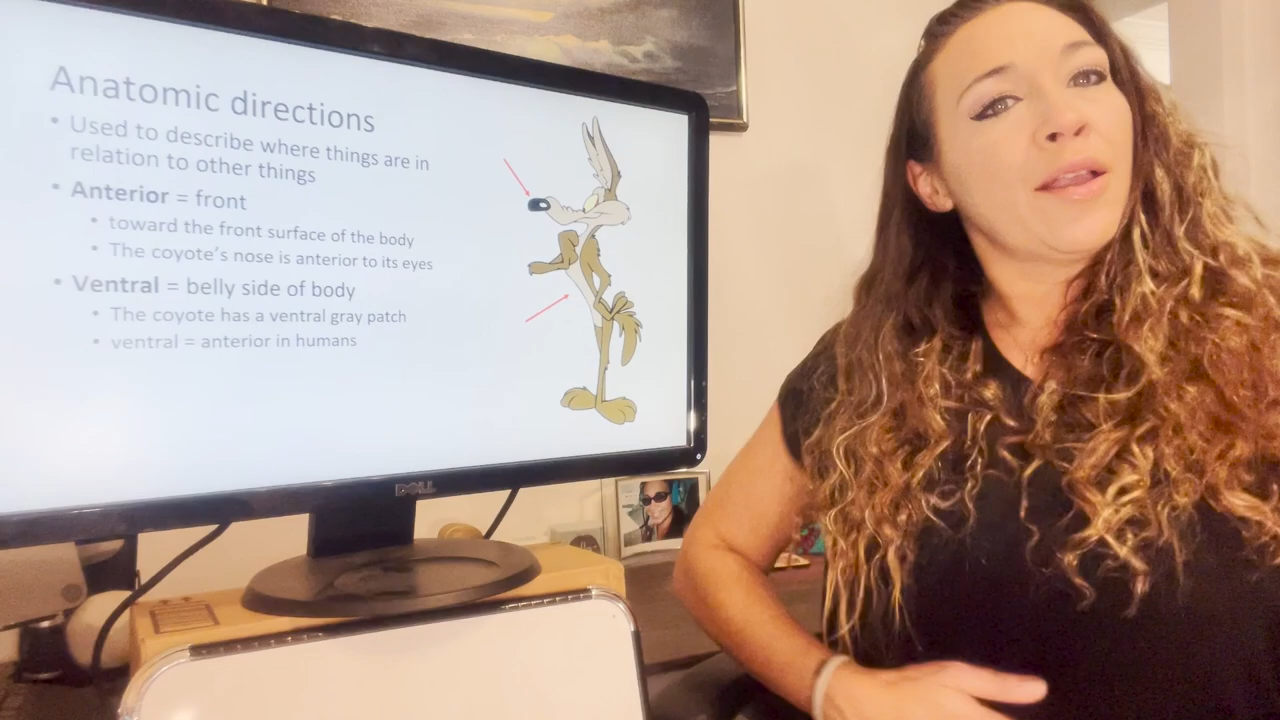 Anatomic directions
• Used to describe where things are in
relation to other things
• Anterior = front
• toward the front surface of the body
• The coyote's nose is anterior to its eyes
• Ventral = belly side of body
• The coyote has a ventral gray patch
• ventral = anterior in humans
DELL